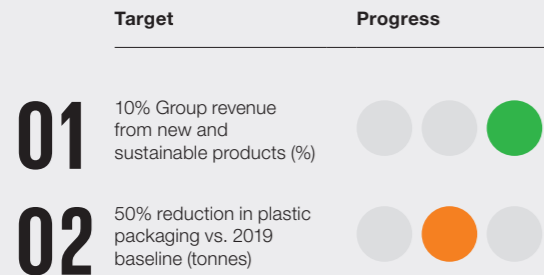 Target Progress
01
10% Group revenue
from new and
sustainable products (%)
02
50% reduction in plastic
packaging vs. 2019
baseline (tonnes)